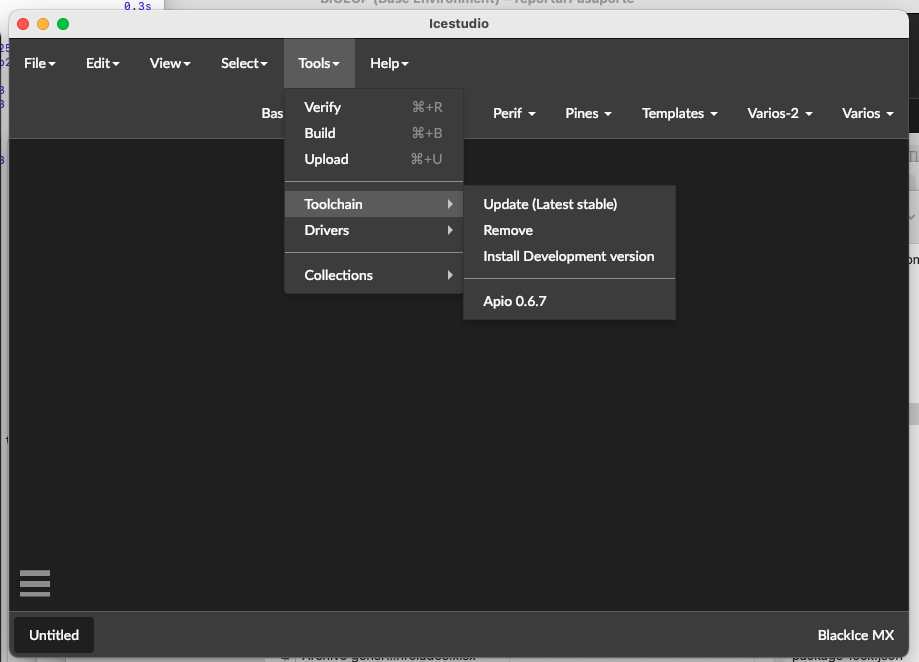 0.3s
Icestudio
File Edit View Select Tools Help
Bas Perif Pines Templates Varios-2 Varios
Verify ⌘+R
Build ⌘+B
Upload ⌘+U
Toolchain
Drivers
Collections
Update (Latest stable)
Remove
Install Development version
Apio 0.6.7
Untitled
BlackIce MX